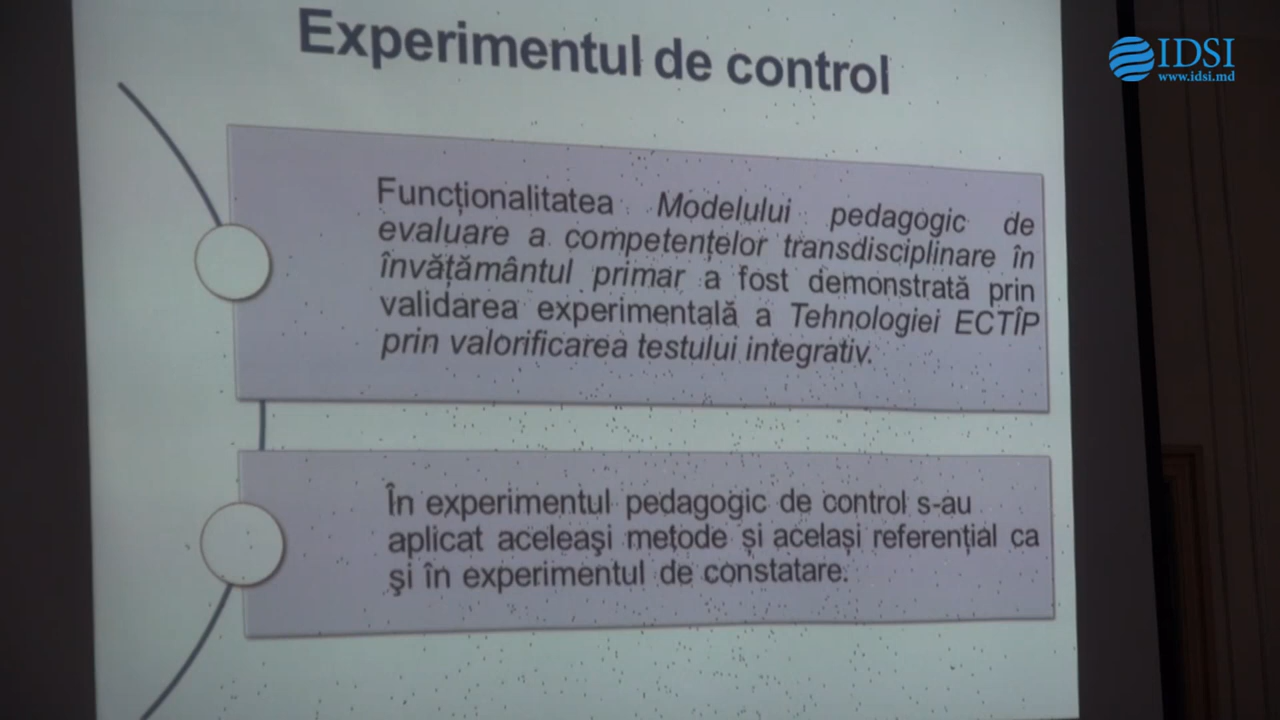 Experimentul de control
IDSI
www.idsi.md
Funcționalitatea Modelului pedagogic de
evaluare a competențelor transdisciplinare în
învățământul primar a fost demonstrată prin
validarea experimentală a Tehnologiei ECTÎP
prin valorificarea testului integrativ.
În experimentul pedagogic de control s-au
aplicat aceleaşi metode și același referențial ca
şi în experimentul de constatare.